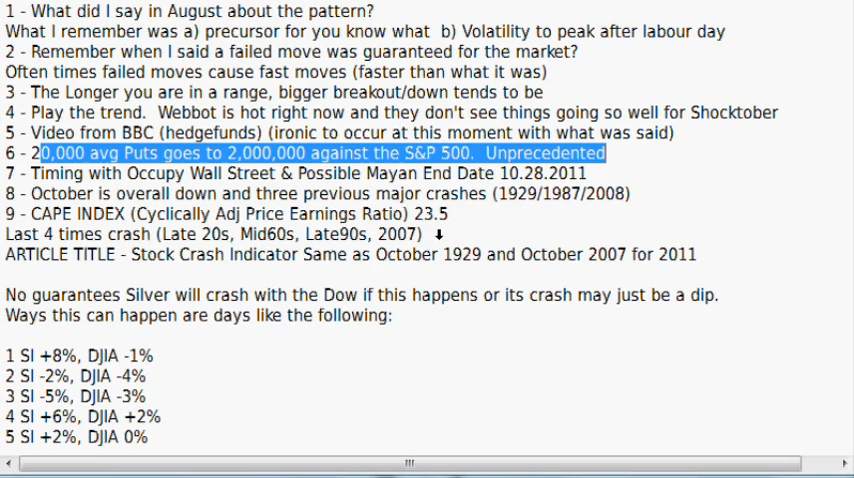 1 - What did I say in August about the pattern?
What I remember was a) precursor for you know what  b) Volatility to peak after labour day
2 - Remember when I said a failed move was guaranteed for the market?
Often times failed moves cause fast moves (faster than what it was)
3 - The Longer you are in a range, bigger breakout/down tends to be
4 - Play the trend.  Webbot is hot right now and they don't see things going so well for Shocktober
5 - Video from BBC (hedgefunds) (ironic to occur at this moment with what was said)
6 - 20,000 avg Puts goes to 2,000,000 against the S&P 500.  Unprecedented
7 - Timing with Occupy Wall Street & Possible Mayan End Date 10.28.2011
8 - October is overall down and three previous major crashes (1929/1987/2008)
9 - CAPE INDEX (Cyclically Adj Price Earnings Ratio) 23.5
Last 4 times crash (Late 20s, Mid60s, Late90s, 2007) ⬇
ARTICLE TITLE - Stock Crash Indicator Same as October 1929 and October 2007 for 2011
No guarantees Silver will crash with the Dow if this happens or its crash may just be a dip.
Ways this can happen are days like the following:
1 SI +8%, DJIA -1%
2 SI -2%, DJIA -4%
3 SI -5%, DJIA -3%
4 SI +6%, DJIA +2%
5 SI +2%, DJIA 0%